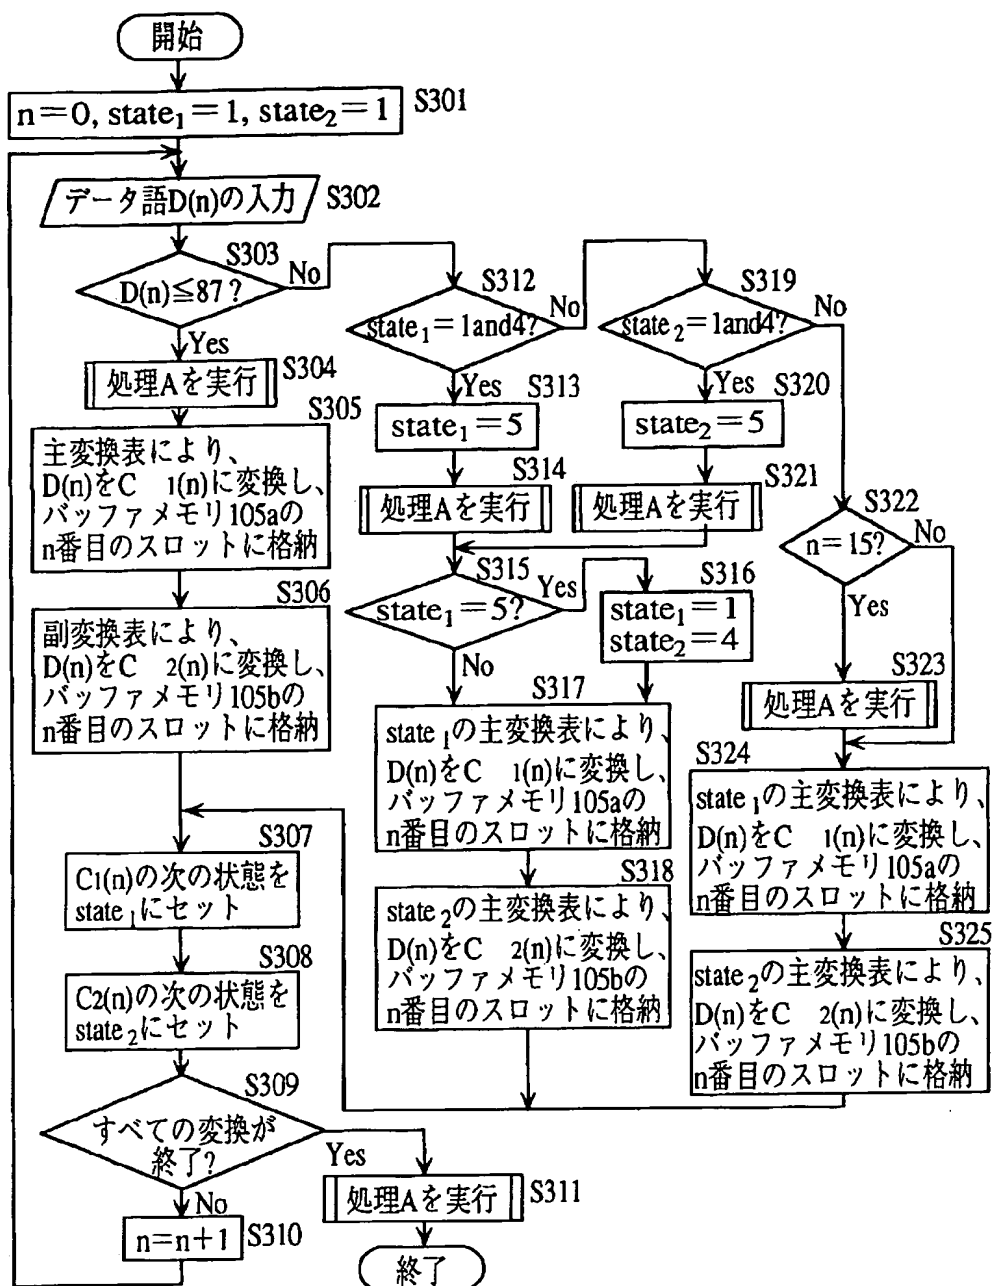 開始
n=0, state1=1, state2=1
S301
データ語D(n)の入力
S302
S303
D(n)≦87?
No
Yes
処理Aを実行
S304
S305
主変換表により、
D(n)をC 1(n)に変換し、
バッファメモリ105aの
n番目のスロットに格納
S306
副変換表により、
D(n)をC 2(n)に変換し、
バッファメモリ105bの
n番目のスロットに格納
S307
C1(n)の次の状態を
state1にセット
S308
C2(n)の次の状態を
state2にセット
S309
すべての変換が
終了?
Yes
No
n=n+1
S310
処理Aを実行
S311
終了
S312
state1=1and4?
No
Yes
S313
state1=5
S314
処理Aを実行
S315
state1=5?
Yes
No
S316
state1=1
state2=4
S317
state1の主変換表により、
D(n)をC 1(n)に変換し、
バッファメモリ105aの
n番目のスロットに格納
S318
state2の主変換表により、
D(n)をC 2(n)に変換し、
バッファメモリ105bの
n番目のスロットに格納
S319
state2=1and4?
No
Yes
S320
state2=5
S321
処理Aを実行
S322
n=15?
No
Yes
S323
処理Aを実行
S324
state1の主変換表により、
D(n)をC 1(n)に変換し、
バッファメモリ105aの
n番目のスロットに格納
S325
state2の主変換表により、
D(n)をC 2(n)に変換し、
バッファメモリ105bの
n番目のスロットに格納